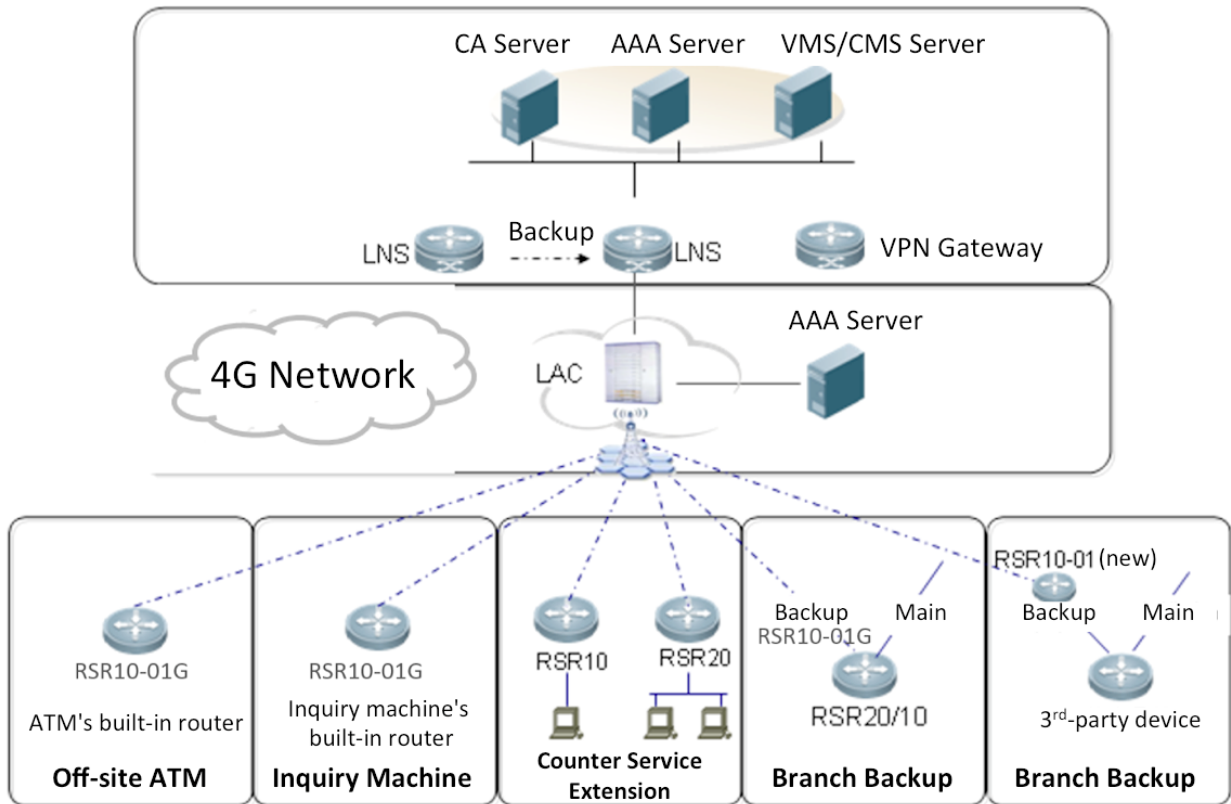 CA Server AAA Server VMS/CMS Server
LNS Backup LNS VPN Gateway
4G Network
LAC
AAA Server
RSR10-01G
ATM's built-in router
Off-site ATM
RSR10-01G
Inquiry machine's
built-in router
Inquiry Machine
RSR10
RSR20
Counter Service
Extension
Backup Main
RSR10-01G
RSR20/10
Branch Backup
RSR10-01 (new)
Backup Main
3rd-party device
Branch Backup